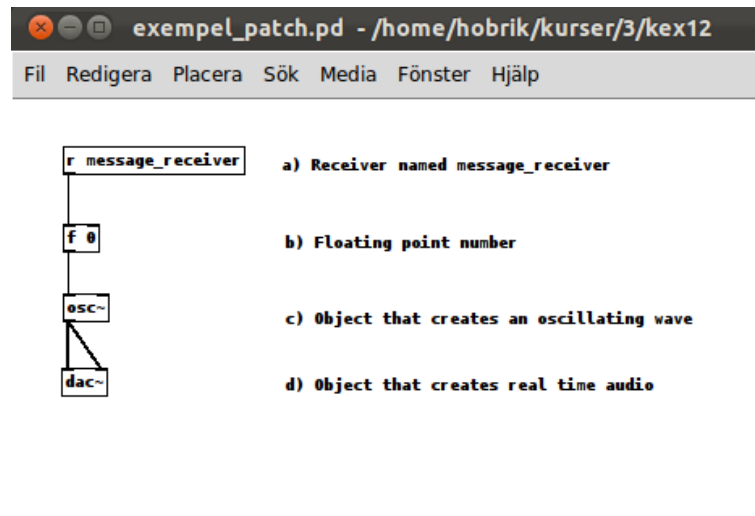 exempel_patch.pd - /home/hobrik/kurser/3/kex12
Fil Redigera Placera Sök Media Fönster Hjälp
r message_receiver a) Receiver named message_receiver
f 0 b) Floating point number
osc~ c) Object that creates an oscillating wave
dac~ d) Object that creates real time audio